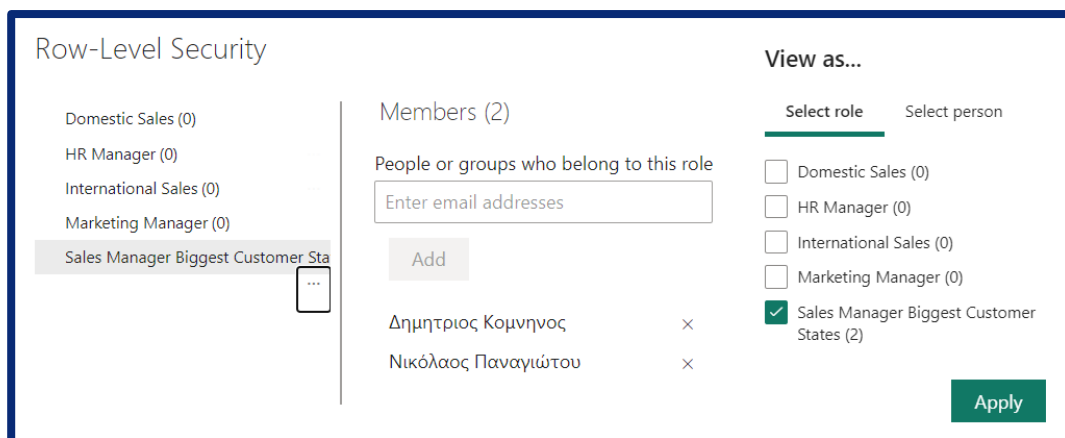 Row-Level Security
Domestic Sales (0)
HR Manager (0)
International Sales (0)
Marketing Manager (0)
Sales Manager Biggest Customer Sta
...
Members (2)
People or groups who belong to this role
Enter email addresses
Add
Δημητριος Κομνηνος
×
Νικόλαος Παναγιώτου
×
View as...
Select role Select person
Domestic Sales (0)
HR Manager (0)
International Sales (0)
Marketing Manager (0)
Sales Manager Biggest Customer
States (2)
Apply